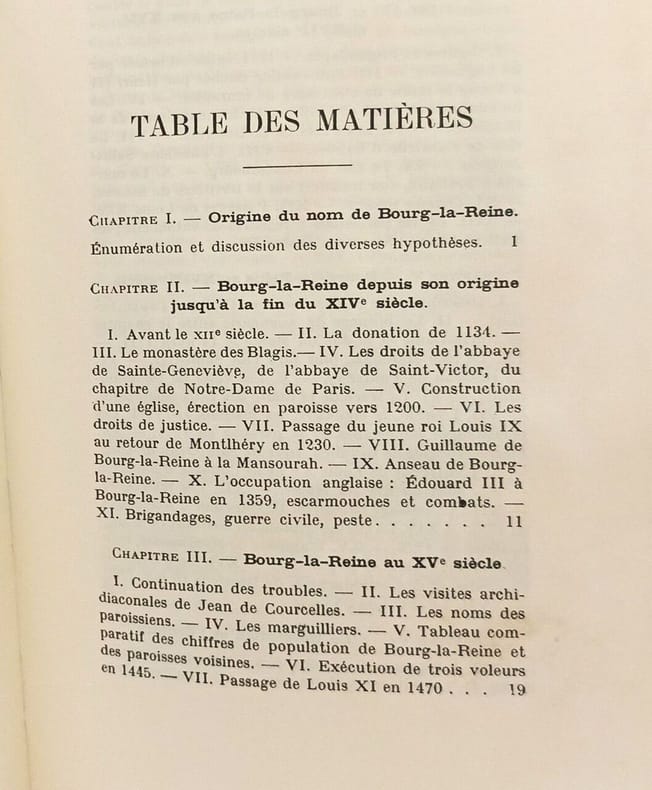 TABLE DES MATIÈRES
CHAPITRE I. — Origine du nom de Bourg-la-Reine.
Énumération et discussion des diverses hypothèses. 1
CHAPITRE II. — Bourg-la-Reine depuis son origine
jusqu'à la fin du XIVe siècle.
I. Avant le XIIe siècle. — II. La donation de 1134. —
III. Le monastère des Blagis.— IV. Les droits de l'abbaye
de Sainte-Geneviève, de l'abbaye de Saint-Victor, du
chapitre de Notre-Dame de Paris. — V. Construction
d'une église, érection en paroisse vers 1200. — VI. Les
droits de justice. — VII. Passage du jeune roi Louis IX
au retour de Montlhéry en 1230. — VIII. Guillaume de
Bourg-la-Reine à la Mansourah. — IX. Anseau de Bourg-
la-Reine. — X. L'occupation anglaise : Édouard III à
Bourg-la-Reine en 1359, escarmouches et combats. —
XI. Brigandages, guerre civile, peste. . . . . . . 11
CHAPITRE III. — Bourg-la-Reine au XVe siècle
I. Continuation des troubles. — II. Les visites archi-
diaconales de Jean de Courcelles. — III. Les noms des
paroissiens. — IV. Les marguilliers. — V. Tableau com-
paratif des chiffres de population de Bourg-la-Reine et
des paroisses voisines. — VI. Exécution de trois voleurs
en 1445. — VII. Passage de Louis XI en 1470 . . . 19